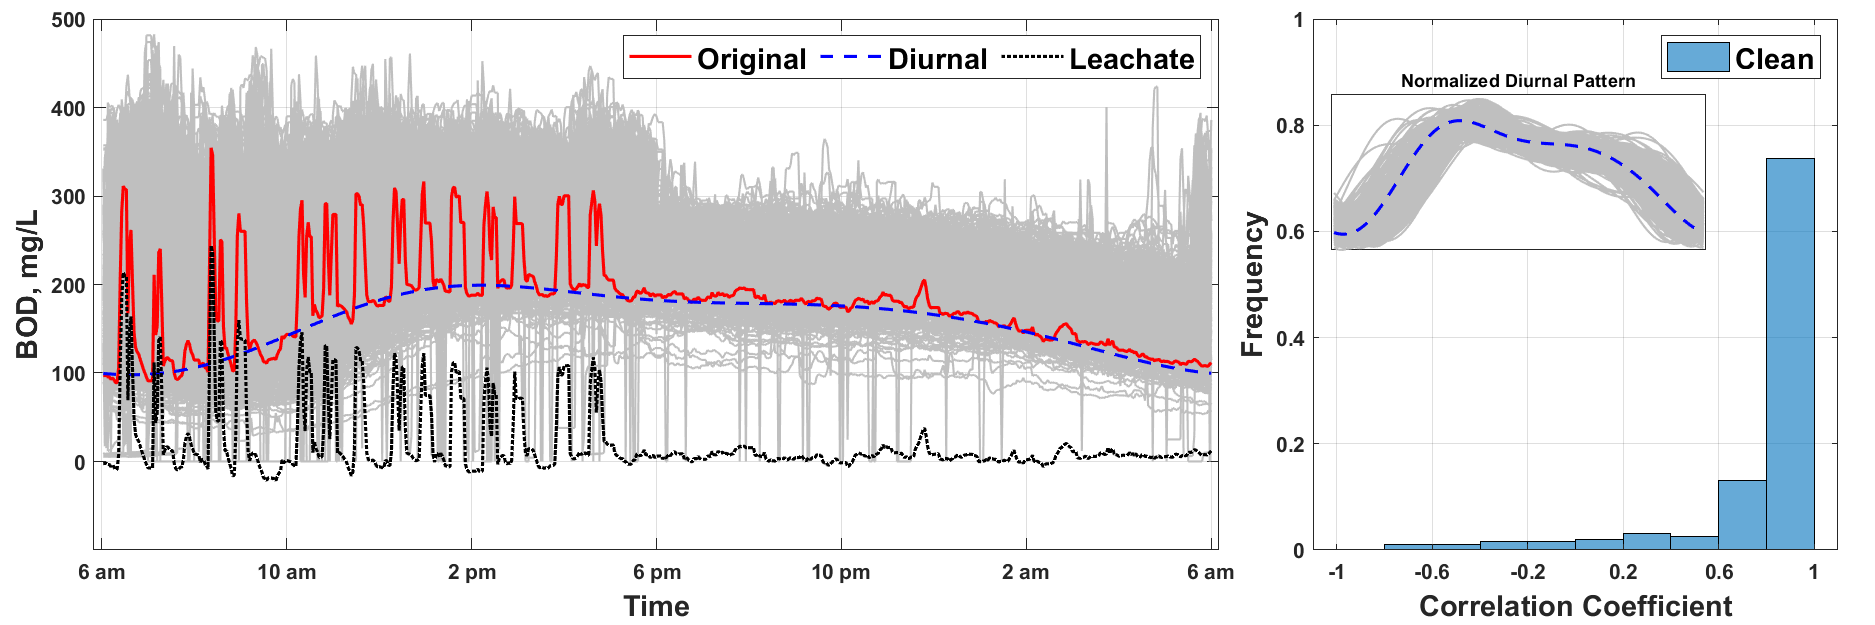 500
400
300
200
100
0
BOD, mg/L
Original Diurnal Leachate
6 am 10 am 2 pm 6 pm 10 pm 2 am 6 am
Time
1
0.8
0.6
0.4
0.2
0
Frequency
Clean
Normalized Diurnal Pattern
-1 -0.6 -0.2 0.2 0.6 1
Correlation Coefficient